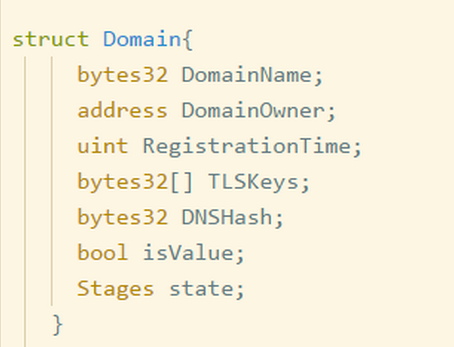 struct Domain{
bytes32 DomainName;
address DomainOwner;
uint RegistrationTime;
bytes32[] TLSKeys;
bytes32 DNSHash;
bool isValue;
Stages state;
}